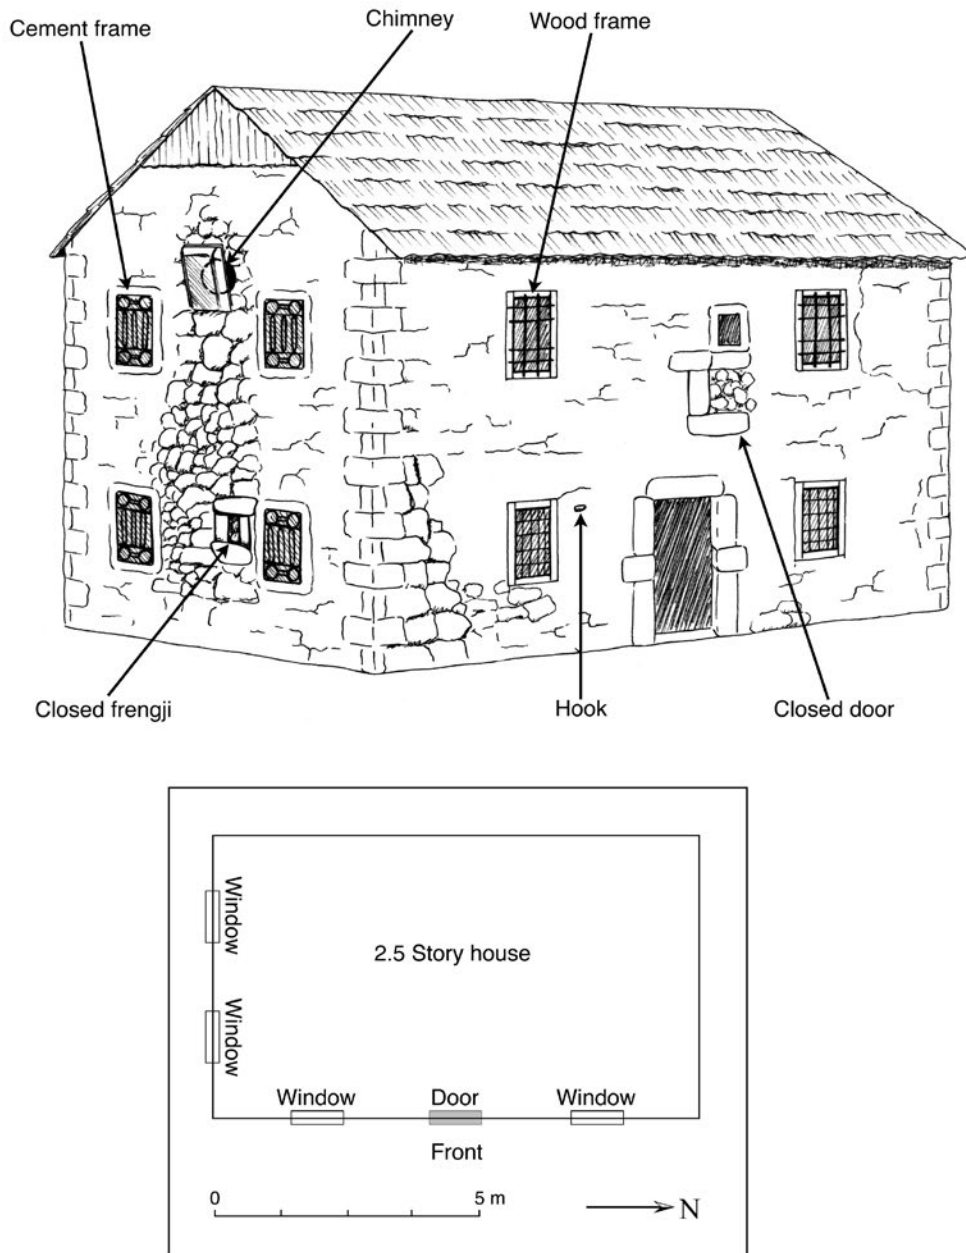 Cement frame
Chimney
Wood frame
Closed frengji
Hook
Closed door
Window
Window
2.5 Story house
Window
Door
Window
Front
0
5 m
N